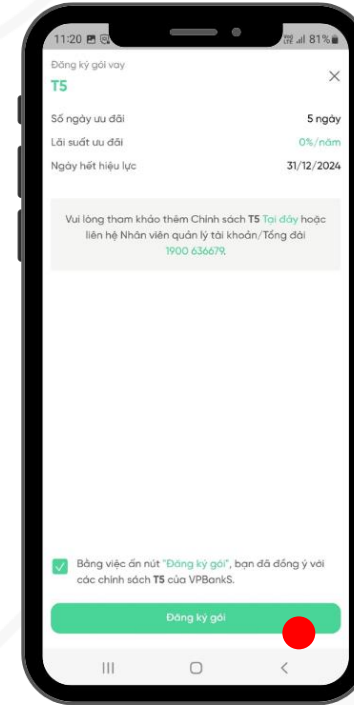 11:20
81%
Đăng ký gói vay
T5
Số ngày ưu đãi 5 ngày
Lãi suất ưu đãi 0%/năm
Ngày hết hiệu lực 31/12/2024
Vui lòng tham khảo thêm Chính sách T5 Tại đây hoặc
liên hệ Nhân viên quản lý tài khoản/Tổng đài
1900 636679.
Bằng việc ấn nút "Đăng ký gói", bạn đã đồng ý với
các chính sách T5 của VPBankS.
Đăng ký gói